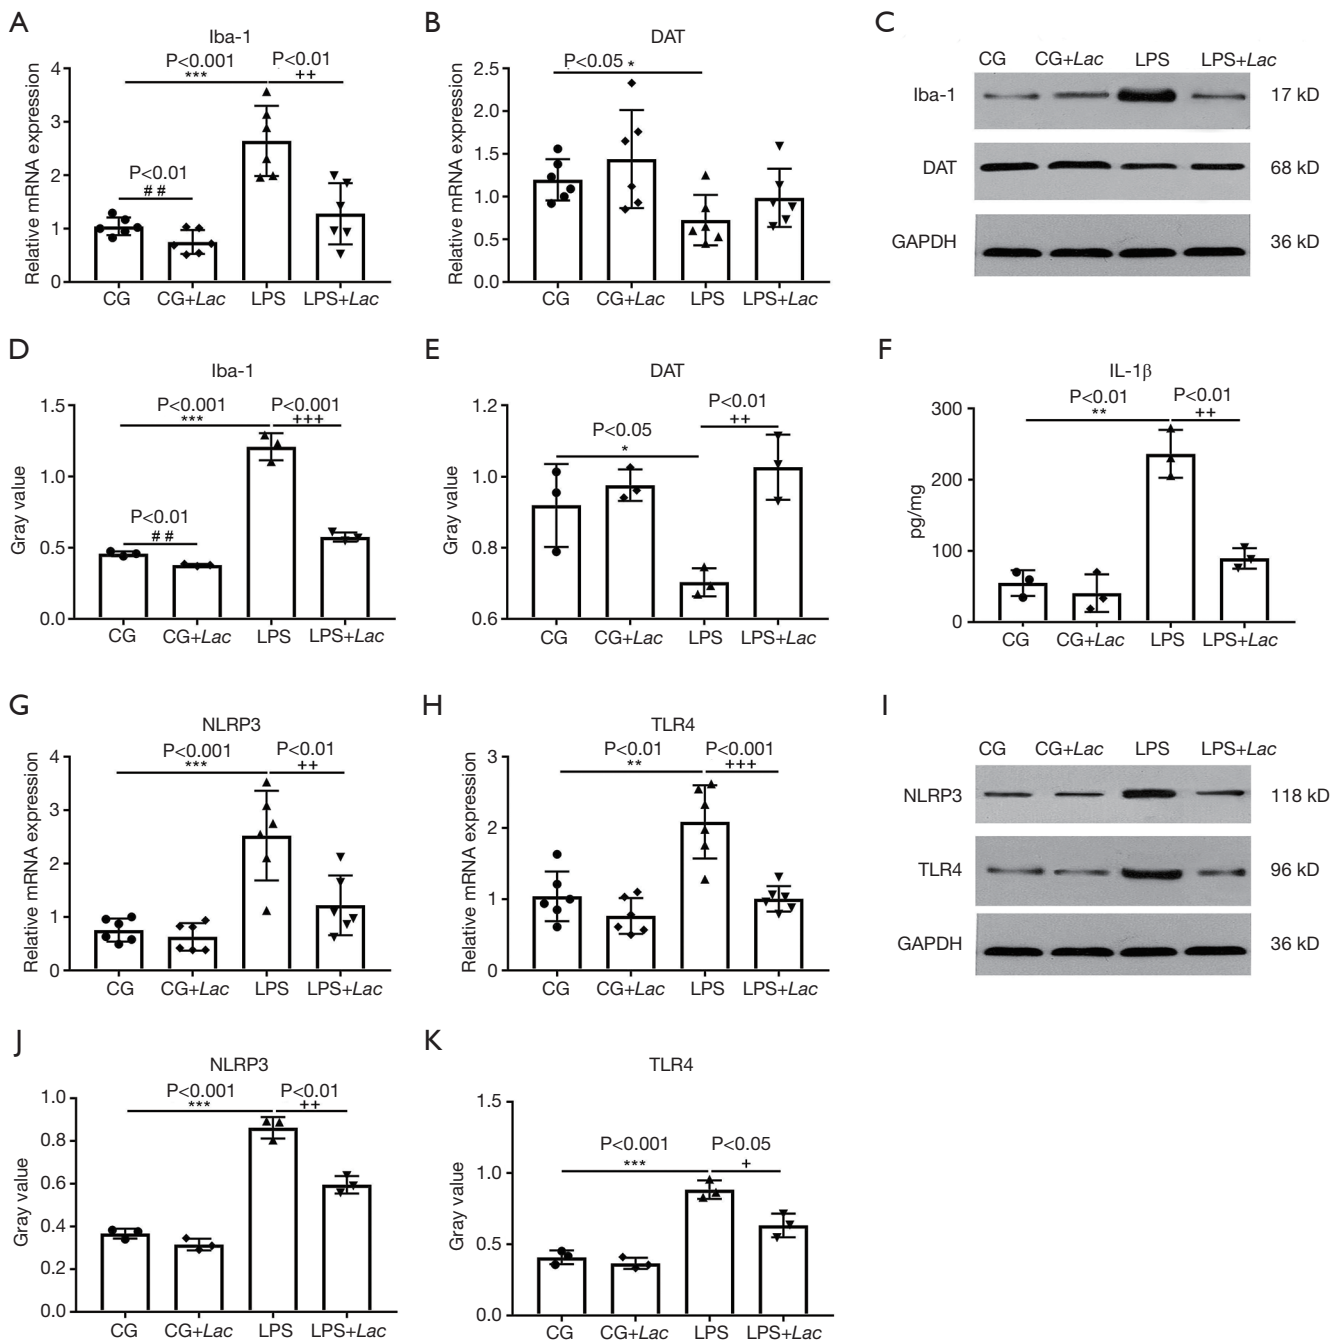 A
Iba-1
P<0.001
***
P<0.01
++
P<0.01
##
Relative mRNA expression
4
3
2
1
0
CG
CG+Lac
LPS
LPS+Lac
B
DAT
P<0.05 *
Relative mRNA expression
2.5
2.0
1.5
1.0
0.5
0.0
CG
CG+Lac
LPS
LPS+Lac
C
CG
CG+Lac
LPS
LPS+Lac
Iba-1
17 kD
DAT
68 kD
GAPDH
36 kD
D
Iba-1
P<0.001
***
P<0.001
+++
P<0.01
##
Gray value
1.5
1.0
0.5
0.0
CG
CG+Lac
LPS
LPS+Lac
E
DAT
P<0.01
++
P<0.05
*
Gray value
1.2
1.0
0.8
0.6
CG
CG+Lac
LPS
LPS+Lac
F
IL-1β
P<0.01
**
P<0.01
++
pg/mg
300
200
100
0
CG
CG+Lac
LPS
LPS+Lac
G
NLRP3
P<0.001
***
P<0.01
++
Relative mRNA expression
4
3
2
1
0
CG
CG+Lac
LPS
LPS+Lac
H
TLR4
P<0.01
**
P<0.001
+++
Relative mRNA expression
3
2
1
0
CG
CG+Lac
LPS
LPS+Lac
I
CG
CG+Lac
LPS
LPS+Lac
NLRP3
118 kD
TLR4
96 kD
GAPDH
36 kD
J
NLRP3
P<0.001
***
P<0.01
++
Gray value
1.0
0.8
0.6
0.4
0.2
0.0
CG
CG+Lac
LPS
LPS+Lac
K
TLR4
P<0.001
***
P<0.05
+
Gray value
1.5
1.0
0.5
0.0
CG
CG+Lac
LPS
LPS+Lac